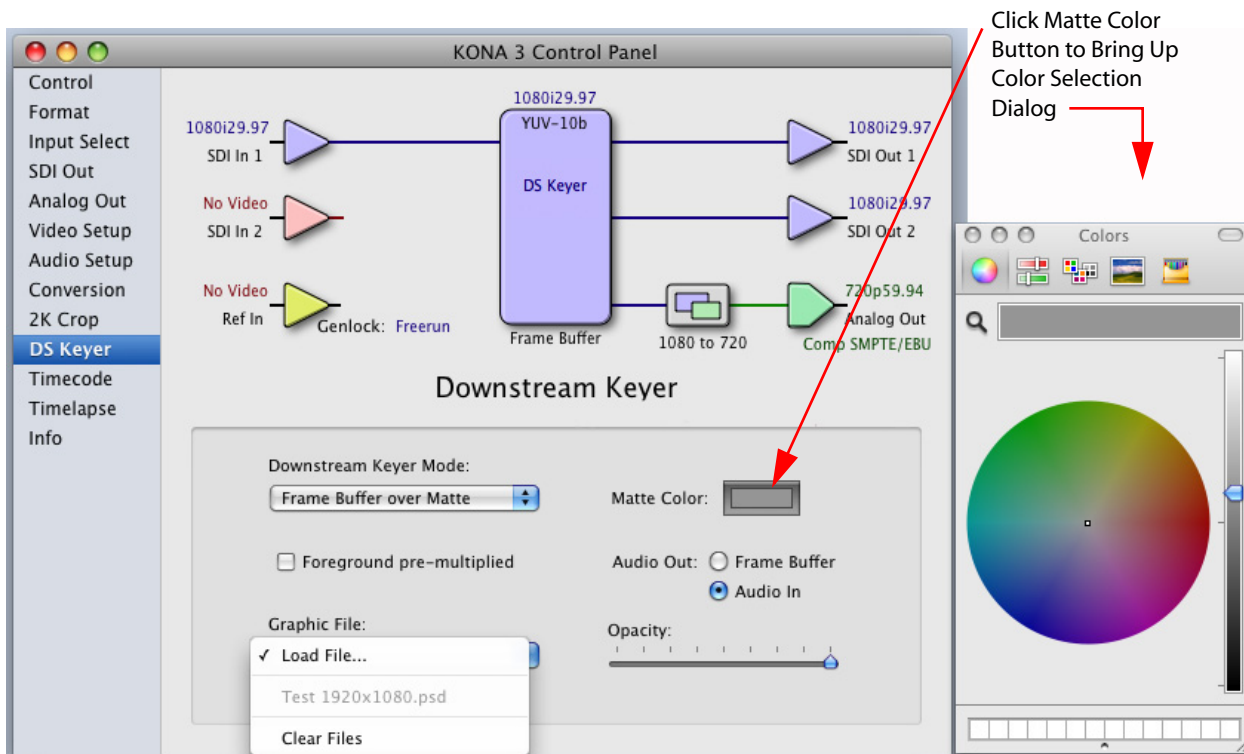 Click Matte Color
Button to Bring Up
Color Selection
Dialog
KONA 3 Control Panel
Control
Format
Input Select
SDI Out
Analog Out
Video Setup
Audio Setup
Conversion
2K Crop
DS Keyer
Timecode
Timelapse
Info
1080i29.97
SDI In 1
No Video
SDI In 2
No Video
Ref In
Genlock: Freerun
1080i29.97
YUV-10b
DS Keyer
Frame Buffer
1080 to 720
1080i29.97
SDI Out 1
1080i29.97
SDI Out 2
720p59.94
Analog Out
Comp SMPTE/EBU
Downstream Keyer
Downstream Keyer Mode:
Frame Buffer over Matte
Matte Color:
Foreground pre-multiplied
Audio Out: Frame Buffer
Audio In
Graphic File:
✓ Load File...
Test 1920x1080.psd
Clear Files
Opacity:
Colors